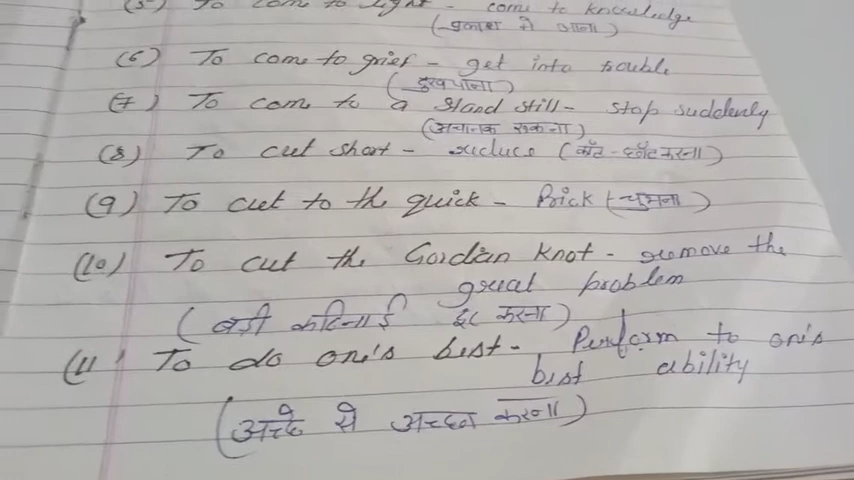 (5) To come to light - come to knowledge
(प्रकाश में आना)
(6) To come to grief - get into trouble
(दुख पाना)
(7) To come to a stand still - stop suddenly
(अचानक रुकना)
(8) To cut short - reduce (काँट - छाँट करना)
(9) To cut to the quick - Prick (चुभना)
(10) To cut the Gordian Knot - remove the
great problem
(बड़ी कठिनाई दूर करना)
(11) To do one's best - Perform to one's
best ability
(अच्छे से अच्छा करना)